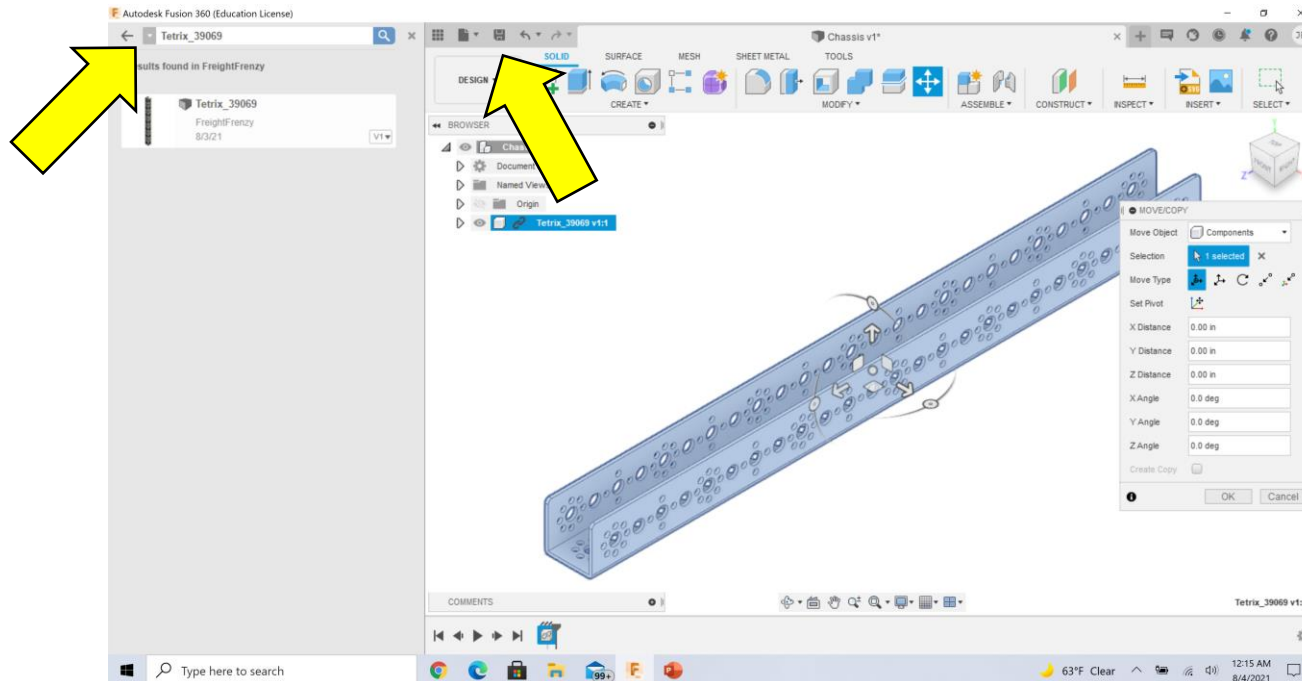 Autodesk Fusion 360 (Education License)
Tetrix_39069
Chassis v1*
sults found in FreightFrenzy
Tetrix_39069
FreightFrenzy
8/3/21
V1
SOLID SURFACE MESH SHEET METAL TOOLS
DESIGN
CREATE MODIFY ASSEMBLE CONSTRUCT INSPECT INSERT SELECT
BROWSER
Chas
Document
Named View
Origin
Tetrix_39069 v1:1
TOP
FRONT RIGHT
Z
MOVE/COPY
Move Object Components
Selection 1 selected
Move Type
Set Pivot
X Distance 0.00 in
Y Distance 0.00 in
Z Distance 0.00 in
X Angle 0.0 deg
Y Angle 0.0 deg
Z Angle 0.0 deg
Create Copy
OK Cancel
COMMENTS
Tetrix_39069 v1:
Type here to search
99+
63°F Clear
12:15 AM
8/4/2021